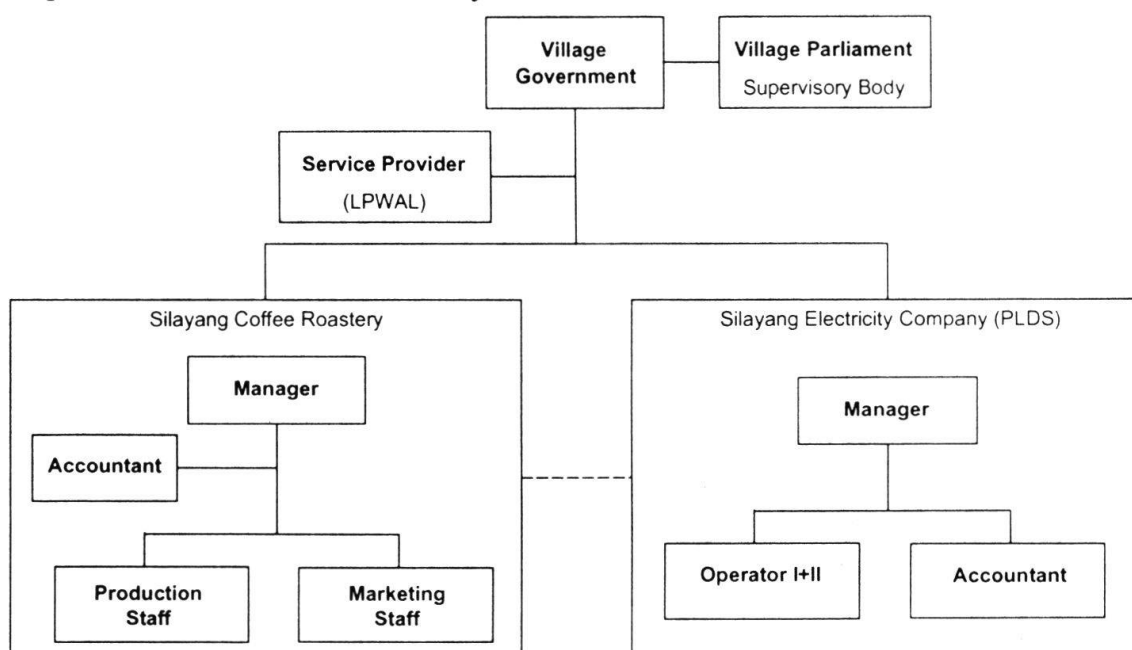 Village
Government
Village Parliament
Supervisory Body
Service Provider
(LPWAL)
Silayang Coffee Roastery
Manager
Accountant
Production
Staff
Marketing
Staff
Silayang Electricity Company (PLDS)
Manager
Operator I+II
Accountant